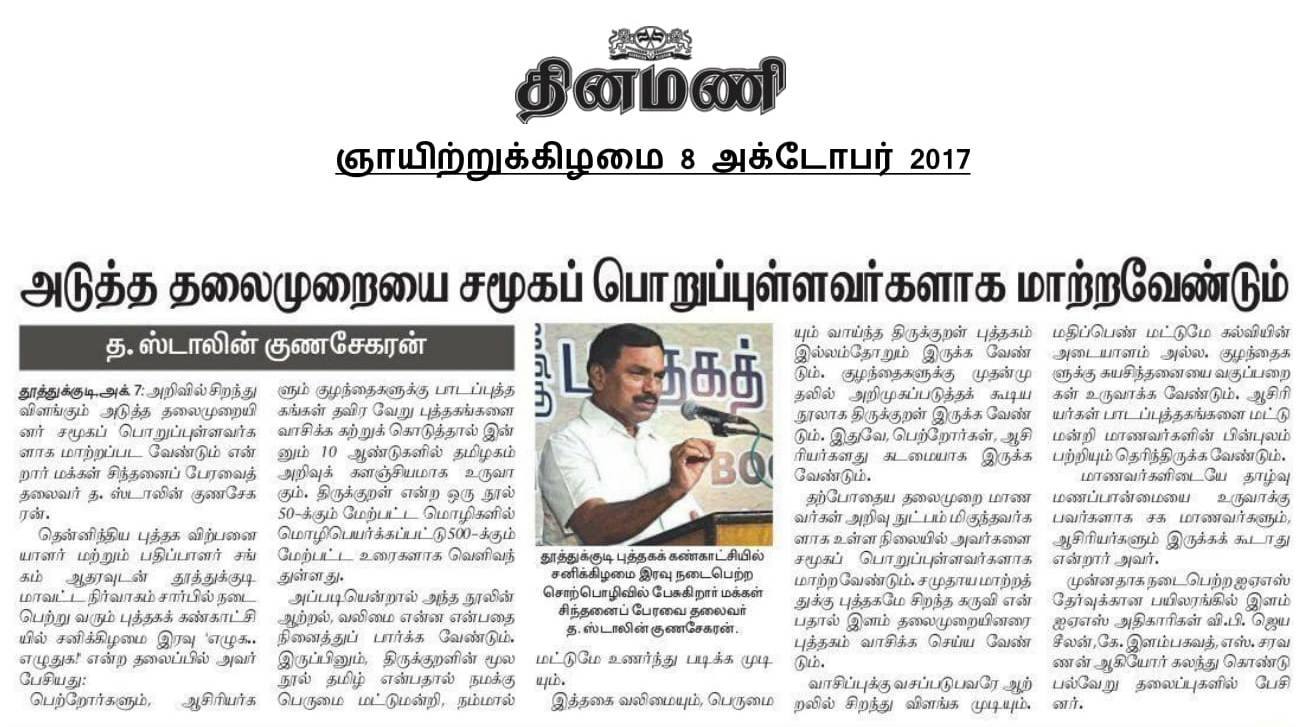 தினமணி
ஞாயிற்றுக்கிழமை 8 அக்டோபர் 2017
அடுத்த தலைமுறையை சமூகப் பொறுப்புள்ளவர்களாக மாற்றவேண்டும்
த. ஸ்டாலின் குணசேகரன்
தூத்துக்குடி,அக். 7: அறிவில் சிறந்து
விளங்கும் அடுத்த தலைமுறையி
னர் சமூகப் பொறுப்புள்ளவர்க
ளாக மாற்றப்பட வேண்டும் என்
றார் மக்கள் சிந்தனைப் பேரவைத்
தலைவர் த. ஸ்டாலின் குணசேக
ரன்.
தென்னிந்திய புத்தக விற்பனை
யாளர் மற்றும் பதிப்பாளர் சங்
கம் ஆதரவுடன் தூத்துக்குடி
மாவட்ட நிர்வாகம் சார்பில் நடை
பெற்று வரும் புத்தகக் கண்காட்சி
யில் சனிக்கிழமை இரவு 'எழுக..
எழுதுக!' என்ற தலைப்பில் அவர்
பேசியது:
பெற்றோர்களும், ஆசிரியர்க
ளும் குழந்தைகளுக்கு பாடப்புத்த
கங்கள் தவிர வேறு புத்தகங்களை
வாசிக்க கற்றுக் கொடுத்தால் இன்
னும் 10 ஆண்டுகளில் தமிழகம்
அறிவுக் களஞ்சியமாக உருவா
கும். திருக்குறள் என்ற ஒரு நூல்
50-க்கும் மேற்பட்ட மொழிகளில்
மொழிபெயர்க்கப்பட்டு 500-க்கும்
மேற்பட்ட உரைகளாக வெளிவந்
துள்ளது.
அப்படியென்றால் அந்த நூலின்
ஆற்றல், வலிமை என்ன என்பதை
நினைத்துப் பார்க்க வேண்டும்.
இருப்பினும், திருக்குறளின் மூல
நூல் தமிழ் என்பதால் நமக்கு
பெருமை மட்டுமன்றி, நம்மால்
புத்தகத்
BOO
தூத்துக்குடி புத்தகக் கண்காட்சியில்
சனிக்கிழமை இரவு நடைபெற்ற
சொற்பொழிவில் பேசுகிறார் மக்கள்
சிந்தனைப் பேரவை தலைவர்
த. ஸ்டாலின் குணசேகரன்.
மட்டுமே உணர்ந்து படிக்க முடி
யும்.
இத்தகை வலிமையும், பெருமை
யும் வாய்ந்த திருக்குறள் புத்தகம்
இல்லம்தோறும் இருக்க வேண்
டும். குழந்தைகளுக்கு முதன்மு
தலில் அறிமுகப்படுத்தக் கூடிய
நூலாக திருக்குறள் இருக்க வேண்
டும். இதுவே, பெற்றோர்கள், ஆசி
ரியர்களது கடமையாக இருக்க
வேண்டும்.
தற்போதைய தலைமுறை மாண
வர்கள் அறிவு நுட்பம் மிகுந்தவர்க
ளாக உள்ள நிலையில் அவர்களை
சமூகப் பொறுப்புள்ளவர்களாக
மாற்றவேண்டும். சமுதாய மாற்றத்
துக்கு புத்தகமே சிறந்த கருவி என்
பதால் இளம் தலைமுறையினரை
புத்தகம் வாசிக்க செய்ய வேண்
டும்.
வாசிப்புக்கு வசப்படுபவரே ஆற்
றலில் சிறந்து விளங்க முடியும்.
மதிப்பெண் மட்டுமே கல்வியின்
அடையாளம் அல்ல. குழந்தைக
ளுக்கு சுயசிந்தனையை வகுப்பறை
கள் உருவாக்க வேண்டும். ஆசிரி
யர்கள் பாடப்புத்தகங்களை மட்டு
மன்றி மாணவர்களின் பின்புலம்
பற்றியும் தெரிந்திருக்க வேண்டும்.
மாணவர்களிடையே தாழ்வு
மணப்பான்மையை உருவாக்கு
பவர்களாக சக மாணவர்களும்,
ஆசிரியர்களும் இருக்கக் கூடாது
என்றார் அவர்.
முன்னதாக நடைபெற்ற ஐஏஎஸ்
தேர்வுக்கான பயிலரங்கில் இளம்
ஐஏஎஸ் அதிகாரிகள் வி.பி. ஜெய
சீலன்,கே. இளம்பகவத்,எஸ். சரவ
ணன் ஆகியோர் கலந்து கொண்டு
பல்வேறு தலைப்புகளில் பேசி
னர்.